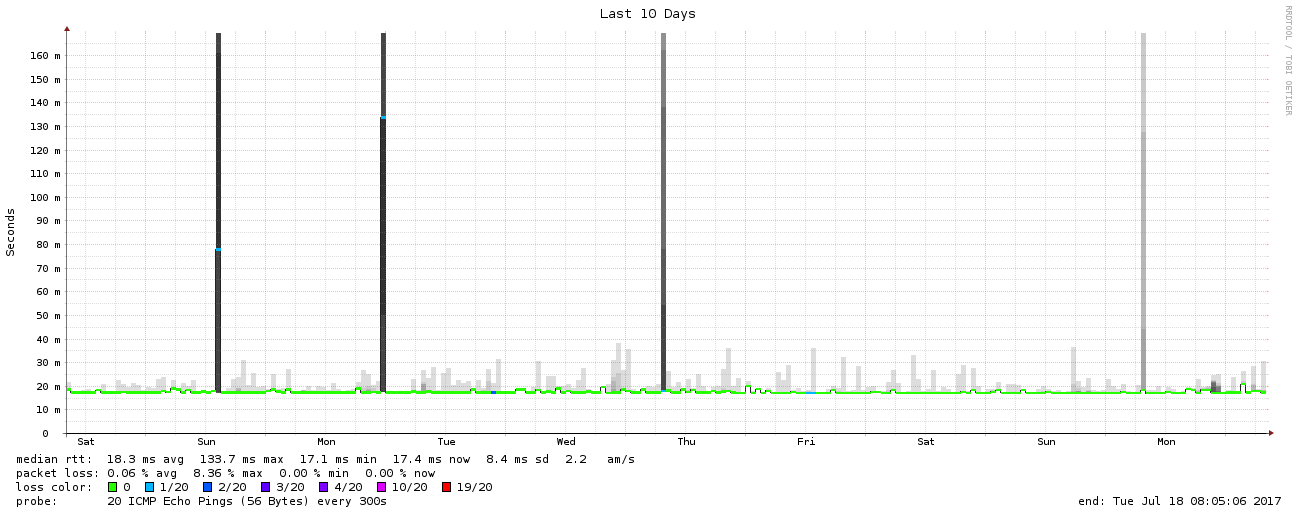 Last 10 Days
RRDTOOL / TOBI OETIKER
Seconds
160 m
150 m
140 m
130 m
120 m
110 m
100 m
90 m
80 m
70 m
60 m
50 m
40 m
30 m
20 m
10 m
0
Sat Sun Mon Tue Wed Thu Fri Sat Sun Mon
median rtt: 18.3 ms avg 133.7 ms max 17.1 ms min 17.4 ms now 8.4 ms sd 2.2 am/s
packet loss: 0.06 % avg 8.36 % max 0.00 % min 0.00 % now
loss color: 0 1/20 2/20 3/20 4/20 10/20 19/20
probe: 20 ICMP Echo Pings (56 Bytes) every 300s end: Tue Jul 18 08:05:06 2017